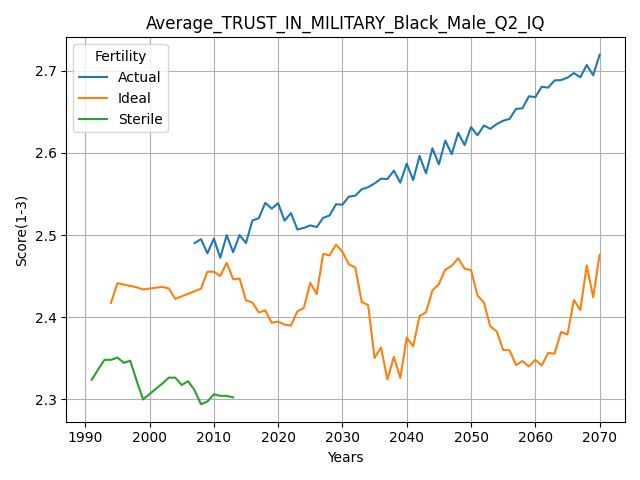 Average_TRUST_IN_MILITARY_Black_Male_Q2_IQ
Fertility
Actual
Ideal
Sterile
Score(1-3)
2.7
2.6
2.5
2.4
2.3
1990 2000 2010 2020 2030 2040 2050 2060 2070
Years